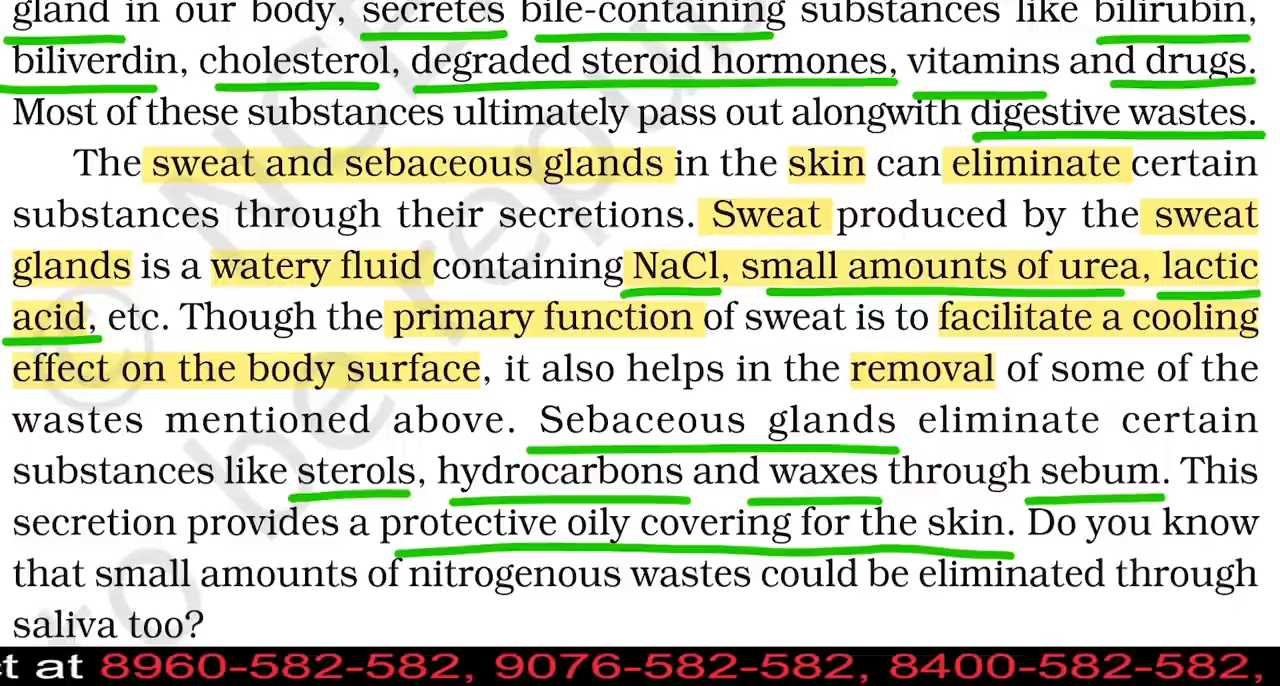 gland in our body, secretes bile-containing substances like bilirubin,
biliverdin, cholesterol, degraded steroid hormones, vitamins and drugs.
Most of these substances ultimately pass out alongwith digestive wastes.
The sweat and sebaceous glands in the skin can eliminate certain
substances through their secretions. Sweat produced by the sweat
glands is a watery fluid containing NaCl, small amounts of urea, lactic
acid, etc. Though the primary function of sweat is to facilitate a cooling
effect on the body surface, it also helps in the removal of some of the
wastes mentioned above. Sebaceous glands eliminate certain
substances like sterols, hydrocarbons and waxes through sebum. This
secretion provides a protective oily covering for the skin. Do you know
that small amounts of nitrogenous wastes could be eliminated through
saliva too?
at 8960-582-582, 9076-582-582, 8400-582-582,